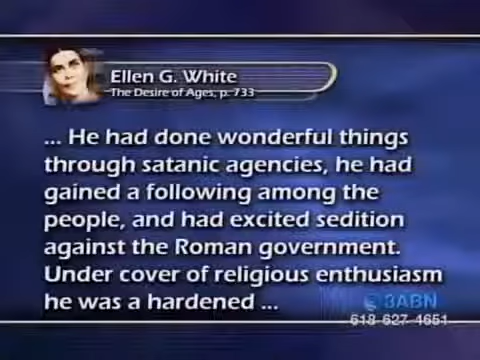 Ellen G. White
The Desire of Ages, p. 733
... He had done wonderful things
through satanic agencies, he had
gained a following among the
people, and had excited sedition
against the Roman government.
Under cover of religious enthusiasm
he was a hardened ...
3ABN
618-627-4651